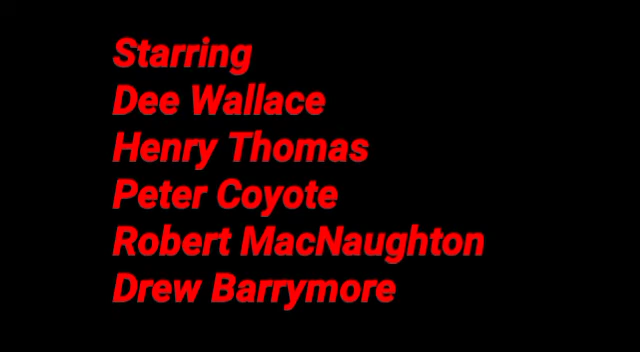 Starring
Dee Wallace
Henry Thomas
Peter Coyote
Robert MacNaughton
Drew Barrymore